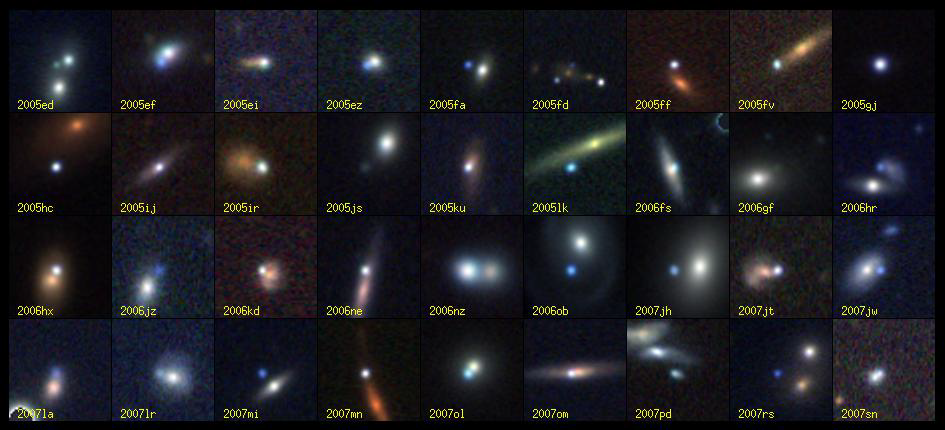 2005ed 2005ef 2005ei 2005ez 2005fa 2005fd 2005ff 2005fv 2005gj
2005hc 2005ij 2005ir 2005js 2005ku 2005lk 2006fs 2006gf 2006hr
2006hx 2006jz 2006kd 2006ne 2006nz 2006ob 2007jh 2007jt 2007jw
2007la 2007lr 2007mi 2007mn 2007ol 2007om 2007pd 2007rs 2007sn